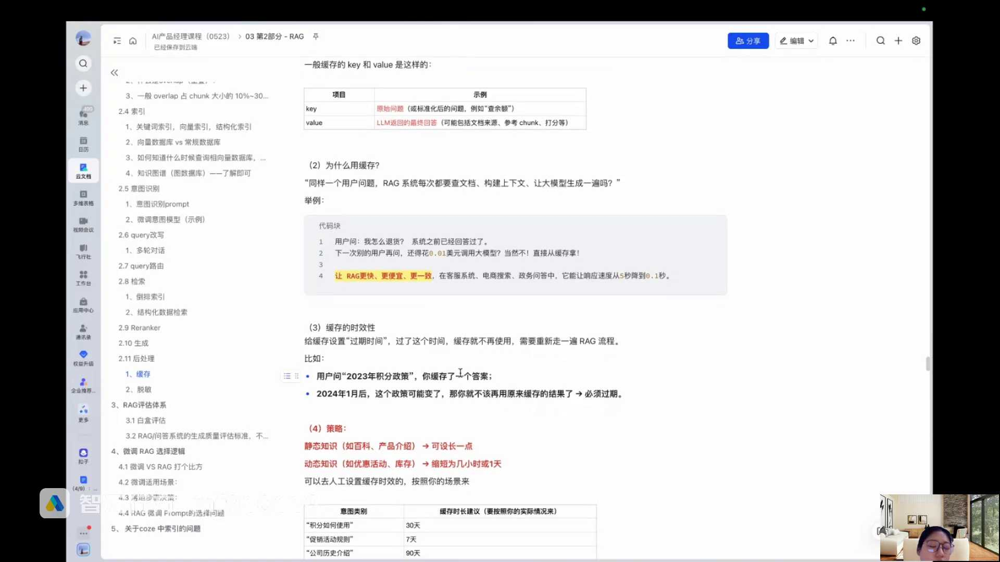 AI产品经理课程（0523） › 03 第2部分 - RAG
已经保存到云端
分享
编辑
499
消息
日历
云文档
多维表格
视频会议
飞行社
工作台
应用中心
通讯录
权益升级
企业推荐...
更多
扣子
(4/9) ： ...
3、一般 overlap 占 chunk 大小的 10%~30...
2.4 索引
1、关键词索引，向量索引，结构化索引
2、向量数据库 vs 常规数据库
3、如何知道什么时候查询相向量数据库，...
4、知识图谱（图数据库）——了解即可
2.5 意图识别
1、意图识别prompt
2、微调意图模型（示例）
2.6 query改写
1、多轮对话
2.7 query路由
2.8 检索
1、倒排索引
2、结构化数据检索
2.9 Reranker
2.10 生成
2.11 后处理
1、缓存
2、脱敏
3、RAG评估体系
3.1 白盒评估
3.2 RAG/问答系统的生成质量评估标准，不...
4、微调 RAG 选择逻辑
4.1 微调 VS RAG 打个比方
4.2 微调适用场景：
4.3 落地步骤决策：
4.4 RAG 微调 Prompt的选择问题
5、 关于coze 中索引的问题
一般缓存的 key 和 value 是这样的：
项目 示例
key 原始问题（或标准化后的问题，例如“查余额”）
value LLM返回的最终回答（可能包括文档来源、参考 chunk、打分等）
（2）为什么用缓存？
“同样一个用户问题，RAG 系统每次都要查文档、构建上下文、让大模型生成一遍吗？”
举例：
代码块
1 用户问：我怎么退货？ 系统之前已经回答过了。
2 下一次别的用户再问，还得花0.01美元调用大模型？当然不！直接从缓存拿！
3
4 让 RAG更快、更便宜、更一致，在客服系统、电商搜索、政务问答中，它能让响应速度从5秒降到0.1秒。
（3）缓存的时效性
给缓存设置“过期时间”，过了这个时间，缓存就不再使用，需要重新走一遍 RAG 流程。
比如：
用户问“2023年积分政策”，你缓存了一个答案；
2024年1月后，这个政策可能变了，那你就不该再用原来缓存的结果了 → 必须过期。
（4）策略：
静态知识（如百科、产品介绍） → 可设长一点
动态知识（如优惠活动、库存） → 缩短为几小时或1天
可以去人工设置缓存时效的，按照你的场景来
意图类别 缓存时长建议（要按照你的实际情况来）
“积分如何使用” 30天
“促销活动规则” 7天
“公司历史介绍” 90天